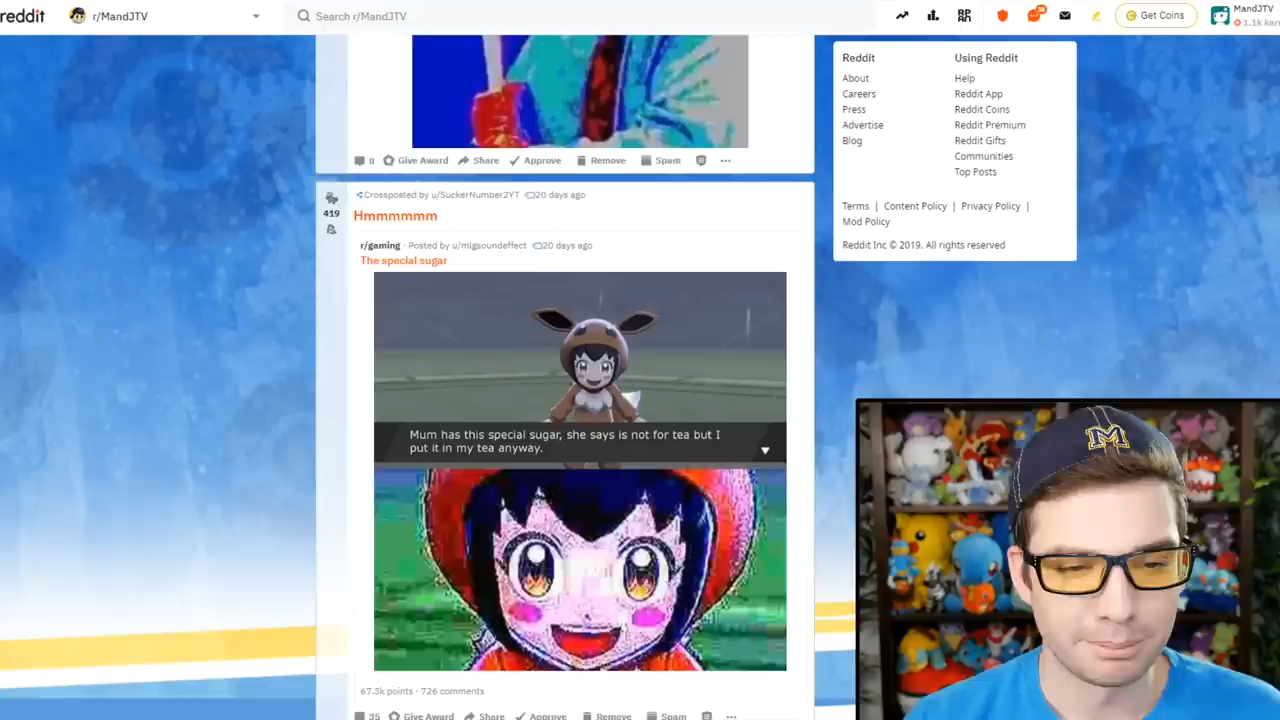 reddit r/MandJTV Search r/MandJTV 16 Get Coins MandJTV
1.1k kar
Reddit Using Reddit
About Help
Careers Reddit App
Press Reddit Coins
Advertise Reddit Premium
Blog Reddit Gifts
Communities
Top Posts
Terms | Content Policy | Privacy Policy |
Mod Policy
Reddit Inc © 2019. All rights reserved
8 Give Award Share Approve Remove Spam ...
419
Crossposted by u/SuckerNumber2YT 20 days ago
Hmmmmmm
r/gaming · Posted by u/mlgsoundeffect 20 days ago
The special sugar
Mum has this special sugar, she says is not for tea but I
put it in my tea anyway.
67.3k points · 726 comments
35 Give Award Share Approve Remove Spam ...
M